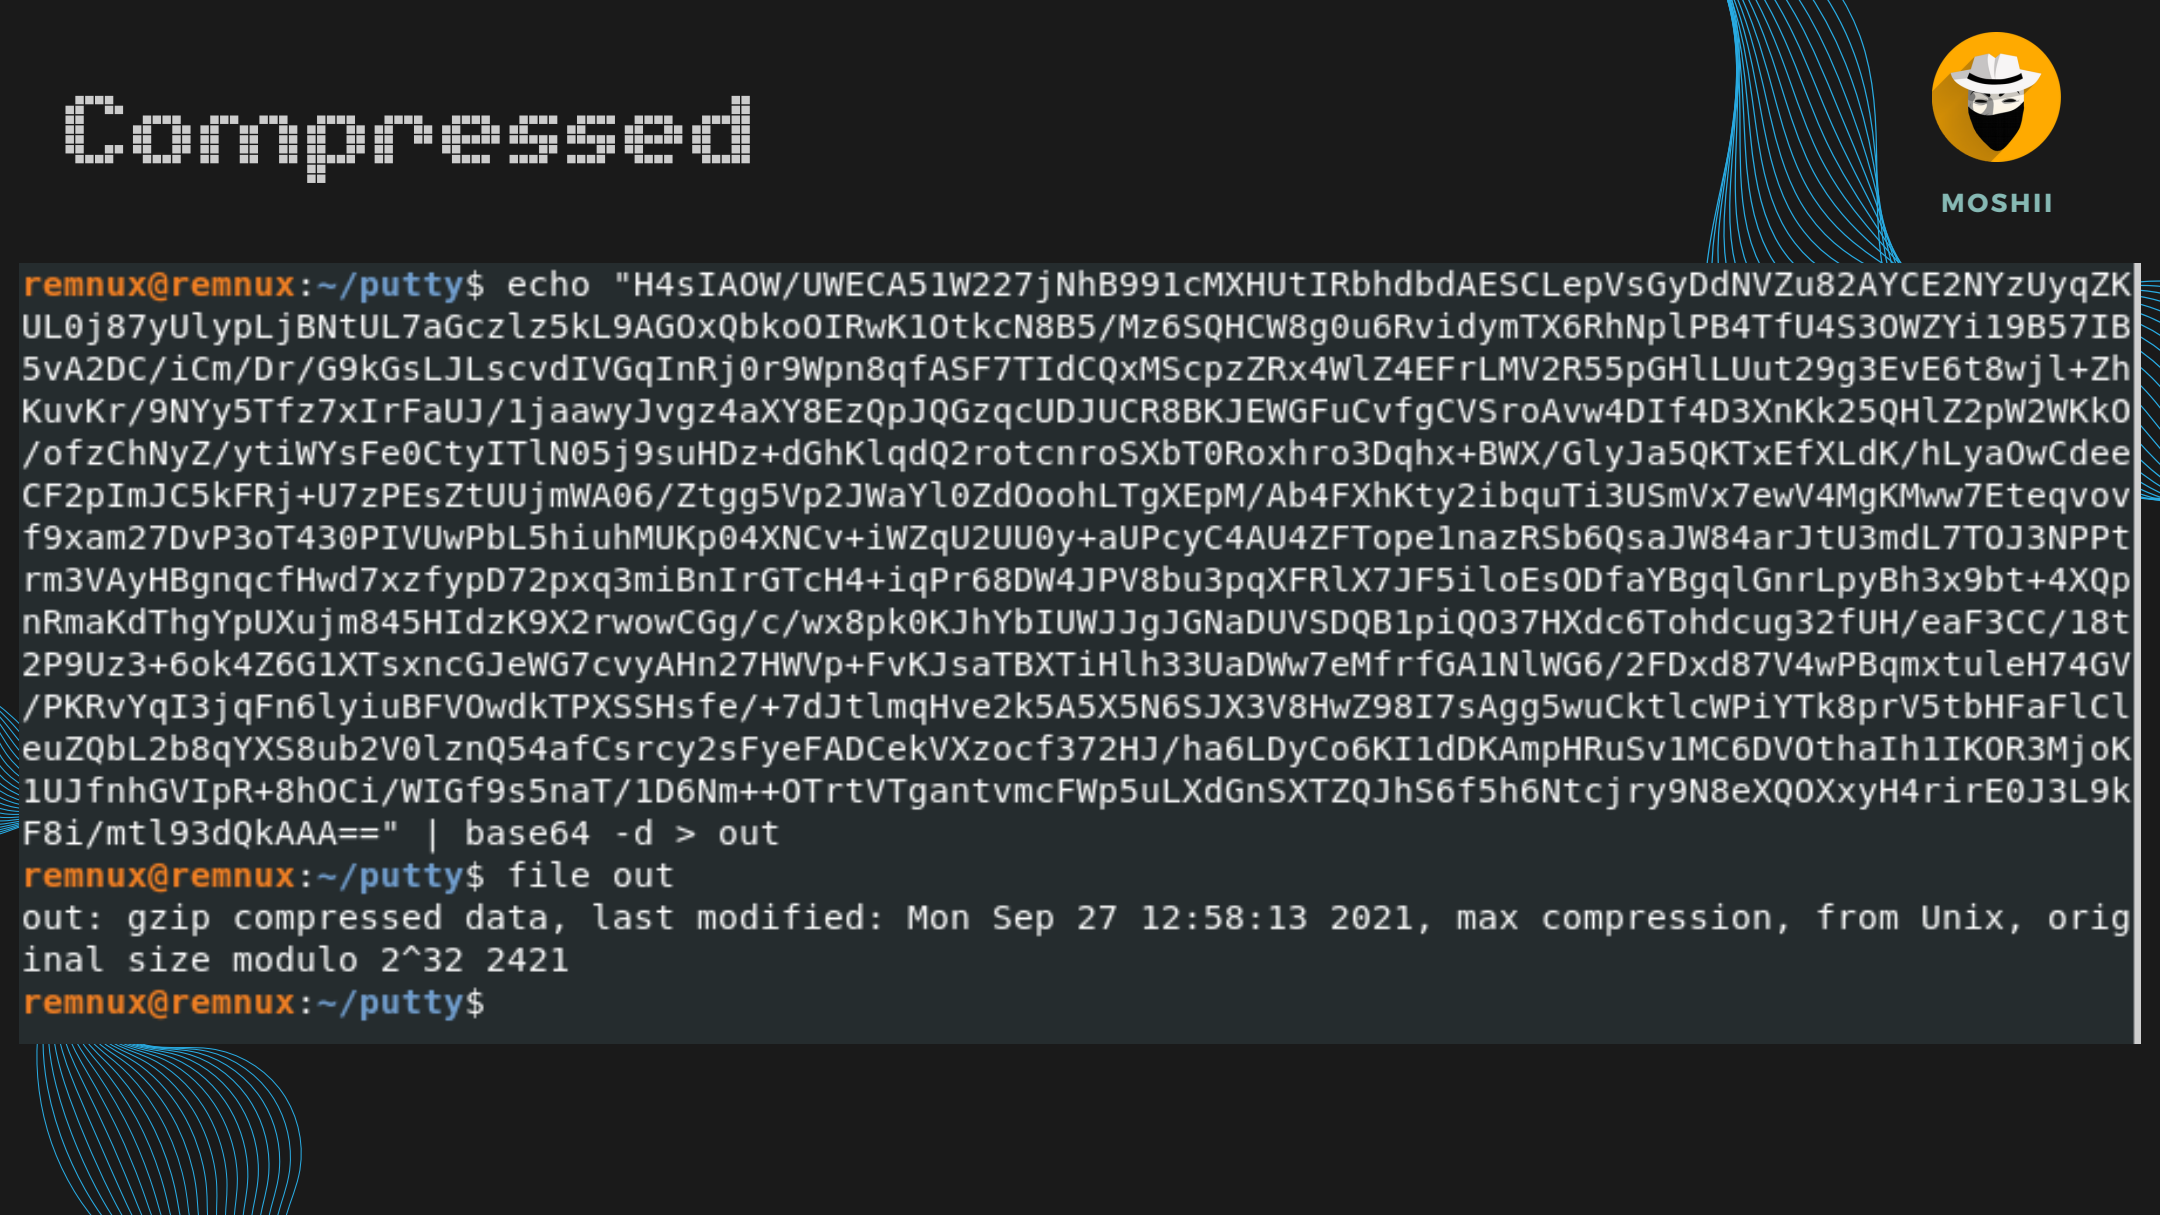 Compressed
MOSHII
remnux@remnux:~/putty$ echo "H4sIAOW/UWECA51W227jNhB991cMXHUtIRbhdbdAESCLepVsGyDdNVZu82AYCE2NYzUyqZK
UL0j87yUlypLjBNtUL7aGczlz5kL9AGOxQbkoOIRwK1OtkcN8B5/Mz6SQHCW8g0u6RvidymTX6RhNplPB4TfU4S3OWZYi19B57IB
5vA2DC/iCm/Dr/G9kGsLJLscvdIVGqInRj0r9Wpn8qfASF7TIdCQxMScpzZRx4WlZ4EFrLMV2R55pGHlLUut29g3EvE6t8wjl+Zh
KuvKr/9NYy5Tfz7xIrFaUJ/1jaawyJvgz4aXY8EzQpJQGzqcUDJUCR8BKJEWGFuCvfgCVSroAvw4DIf4D3XnKk25QHlZ2pW2WKkO
/ofzChNyZ/ytiWYsFe0CtyITlN05j9suHDz+dGhKlqdQ2rotcnroSXbT0Roxhro3Dqhx+BWX/GlyJa5QKTxEfXLdK/hLyaOwCdee
CF2pImJC5kFRj+U7zPEsZtUUjmWA06/Ztgg5Vp2JWaYl0ZdOoohLTgXEpM/Ab4FXhKty2ibquTi3USmVx7ewV4MgKMww7Eteqvov
f9xam27DvP3oT430PIVUwPbL5hiuhMUKp04XNCv+iWZqU2UU0y+aUPcyC4AU4ZFTope1nazRSb6QsaJW84arJtU3mdL7TOJ3NPPt
rm3VAyHBgnqcfHwd7xzfypD72pxq3miBnIrGTcH4+iqPr68DW4JPV8bu3pqXFRlX7JF5iloEsODfaYBgqlGnrLpyBh3x9bt+4XQp
nRmaKdThgYpUXujm845HIdzK9X2rwowCGg/c/wx8pk0KJhYbIUWJJgJGNaDUVSDQB1piQO37HXdc6Tohdcug32fUH/eaF3CC/18t
2P9Uz3+6ok4Z6G1XTsxncGJeWG7cvyAHn27HWVp+FvKJsaTBXTiHlh33UaDWw7eMfrfGA1NlWG6/2FDxd87V4wPBqmxtuleH74GV
/PKRvYqI3jqFn6lyiuBFVOwdkTPXSSHsfe/+7dJtlmqHve2k5A5X5N6SJX3V8HwZ98I7sAgg5wuCktlcWPiYTk8prV5tbHFaFlCl
euZQbL2b8qYXS8ub2V0lznQ54afCsrcy2sFyeFADCekVXzocf372HJ/ha6LDyCo6KI1dDKAmpHRuSv1MC6DVOthaIh1IKOR3MjoK
1UJfnhGVIpR+8hOCi/WIGf9s5naT/1D6Nm++OTrtVTgantvmcFWp5uLXdGnSXTZQJhS6f5h6Ntcjry9N8eXQOXxyH4rirE0J3L9k
F8i/mtl93dQkAAA==" | base64 -d > out
remnux@remnux:~/putty$ file out
out: gzip compressed data, last modified: Mon Sep 27 12:58:13 2021, max compression, from Unix, orig
inal size modulo 2^32 2421
remnux@remnux:~/putty$